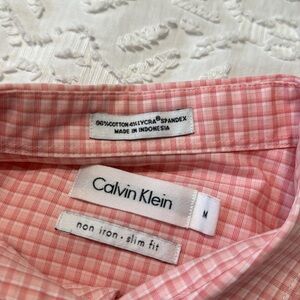 96%COTTON 4%LYCRA® SPANDEX
MADE IN INDONESIA
Calvin Klein
M
non iron • slim fit